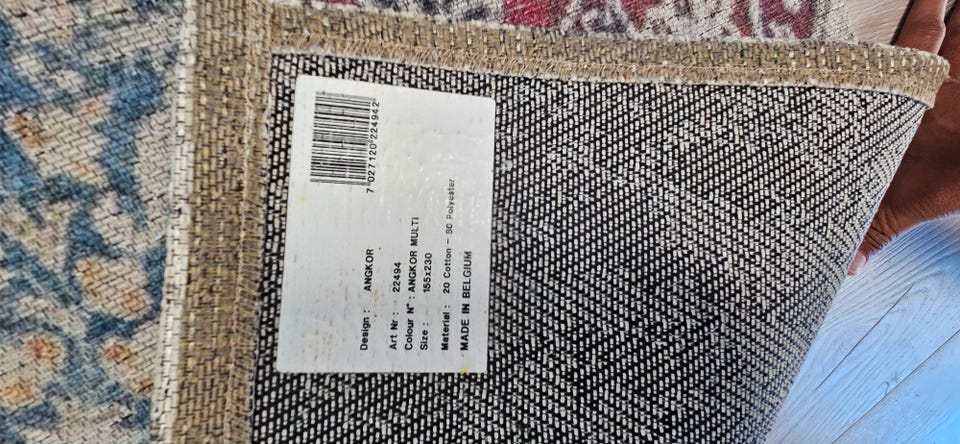 7 027120 224942
Design : ANGKOR
Art Nr : 22494
Colour N° : ANGKOR MULTI
Size : 155x230
Material : 20 Cotton - 80 Polyester
MADE IN BELGIUM